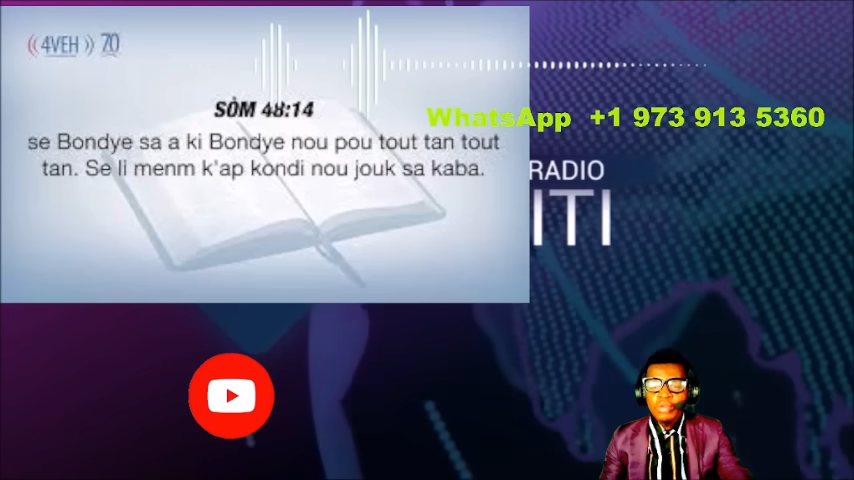 ((4VEH)) 70
SÒM 48:14
se Bondye sa a ki Bondye nou pou tout tan tout
tan. Se li menm k'ap kondi nou jouk sa kaba.
WhatsApp +1 973 913 5360
RADIO
ITI